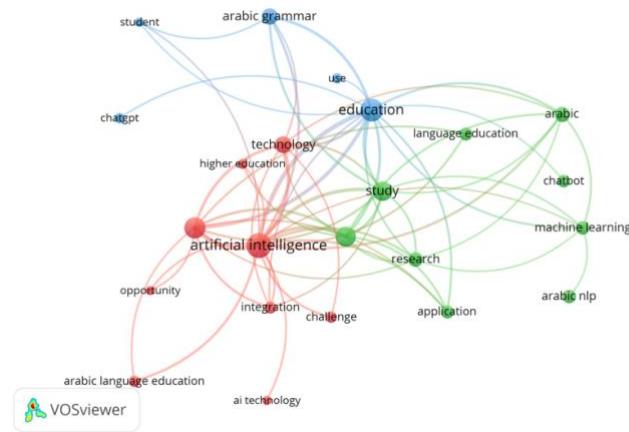 student
arabic grammar
use
chatgpt
education
arabic
technology
language education
higher education
study
chatbot
machine learning
artificial intelligence
research
opportunity
integration
challenge
application
arabic nlp
arabic language education
ai technology
VOSviewer